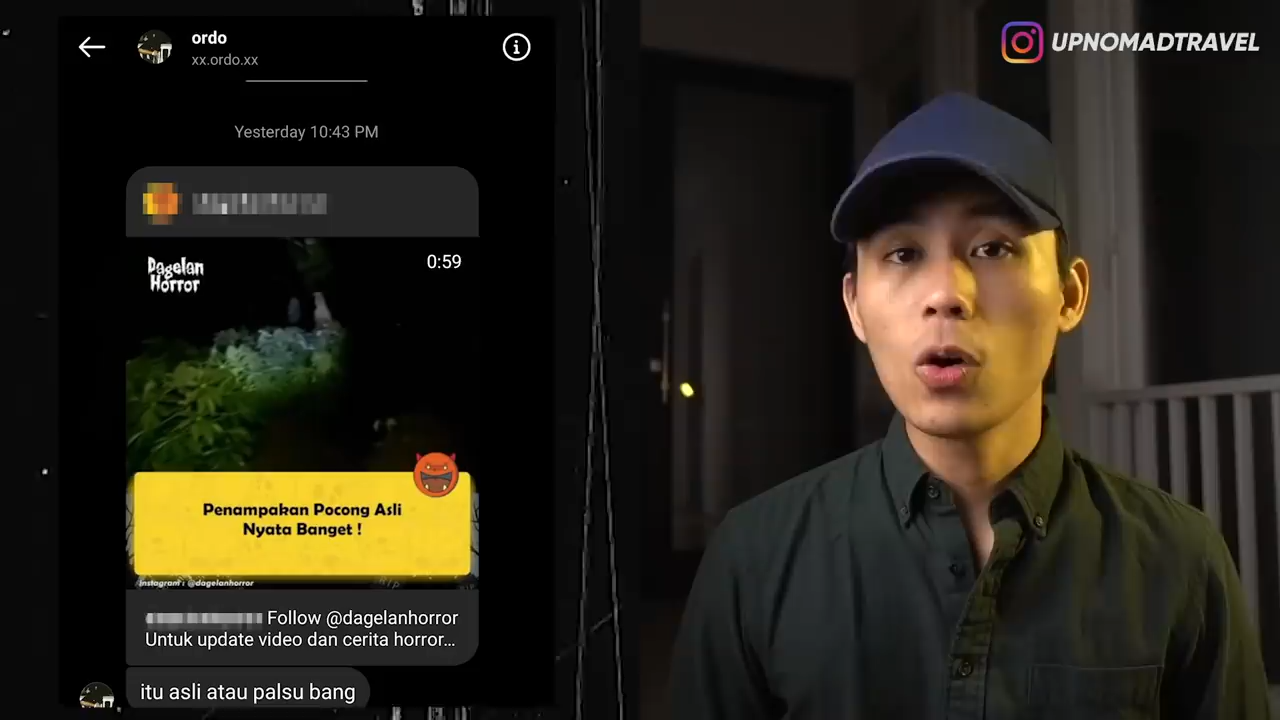 ordo
xx.ordo.xx
UPNOMADTRAVEL
Yesterday 10:43 PM
Dagelan
Horror
0:59
Penampakan Pocong Asli
Nyata Banget !
Instagram : @dagelanhorror
Follow @dagelanhorror
Untuk update video dan cerita horror...
itu asli atau palsu bang